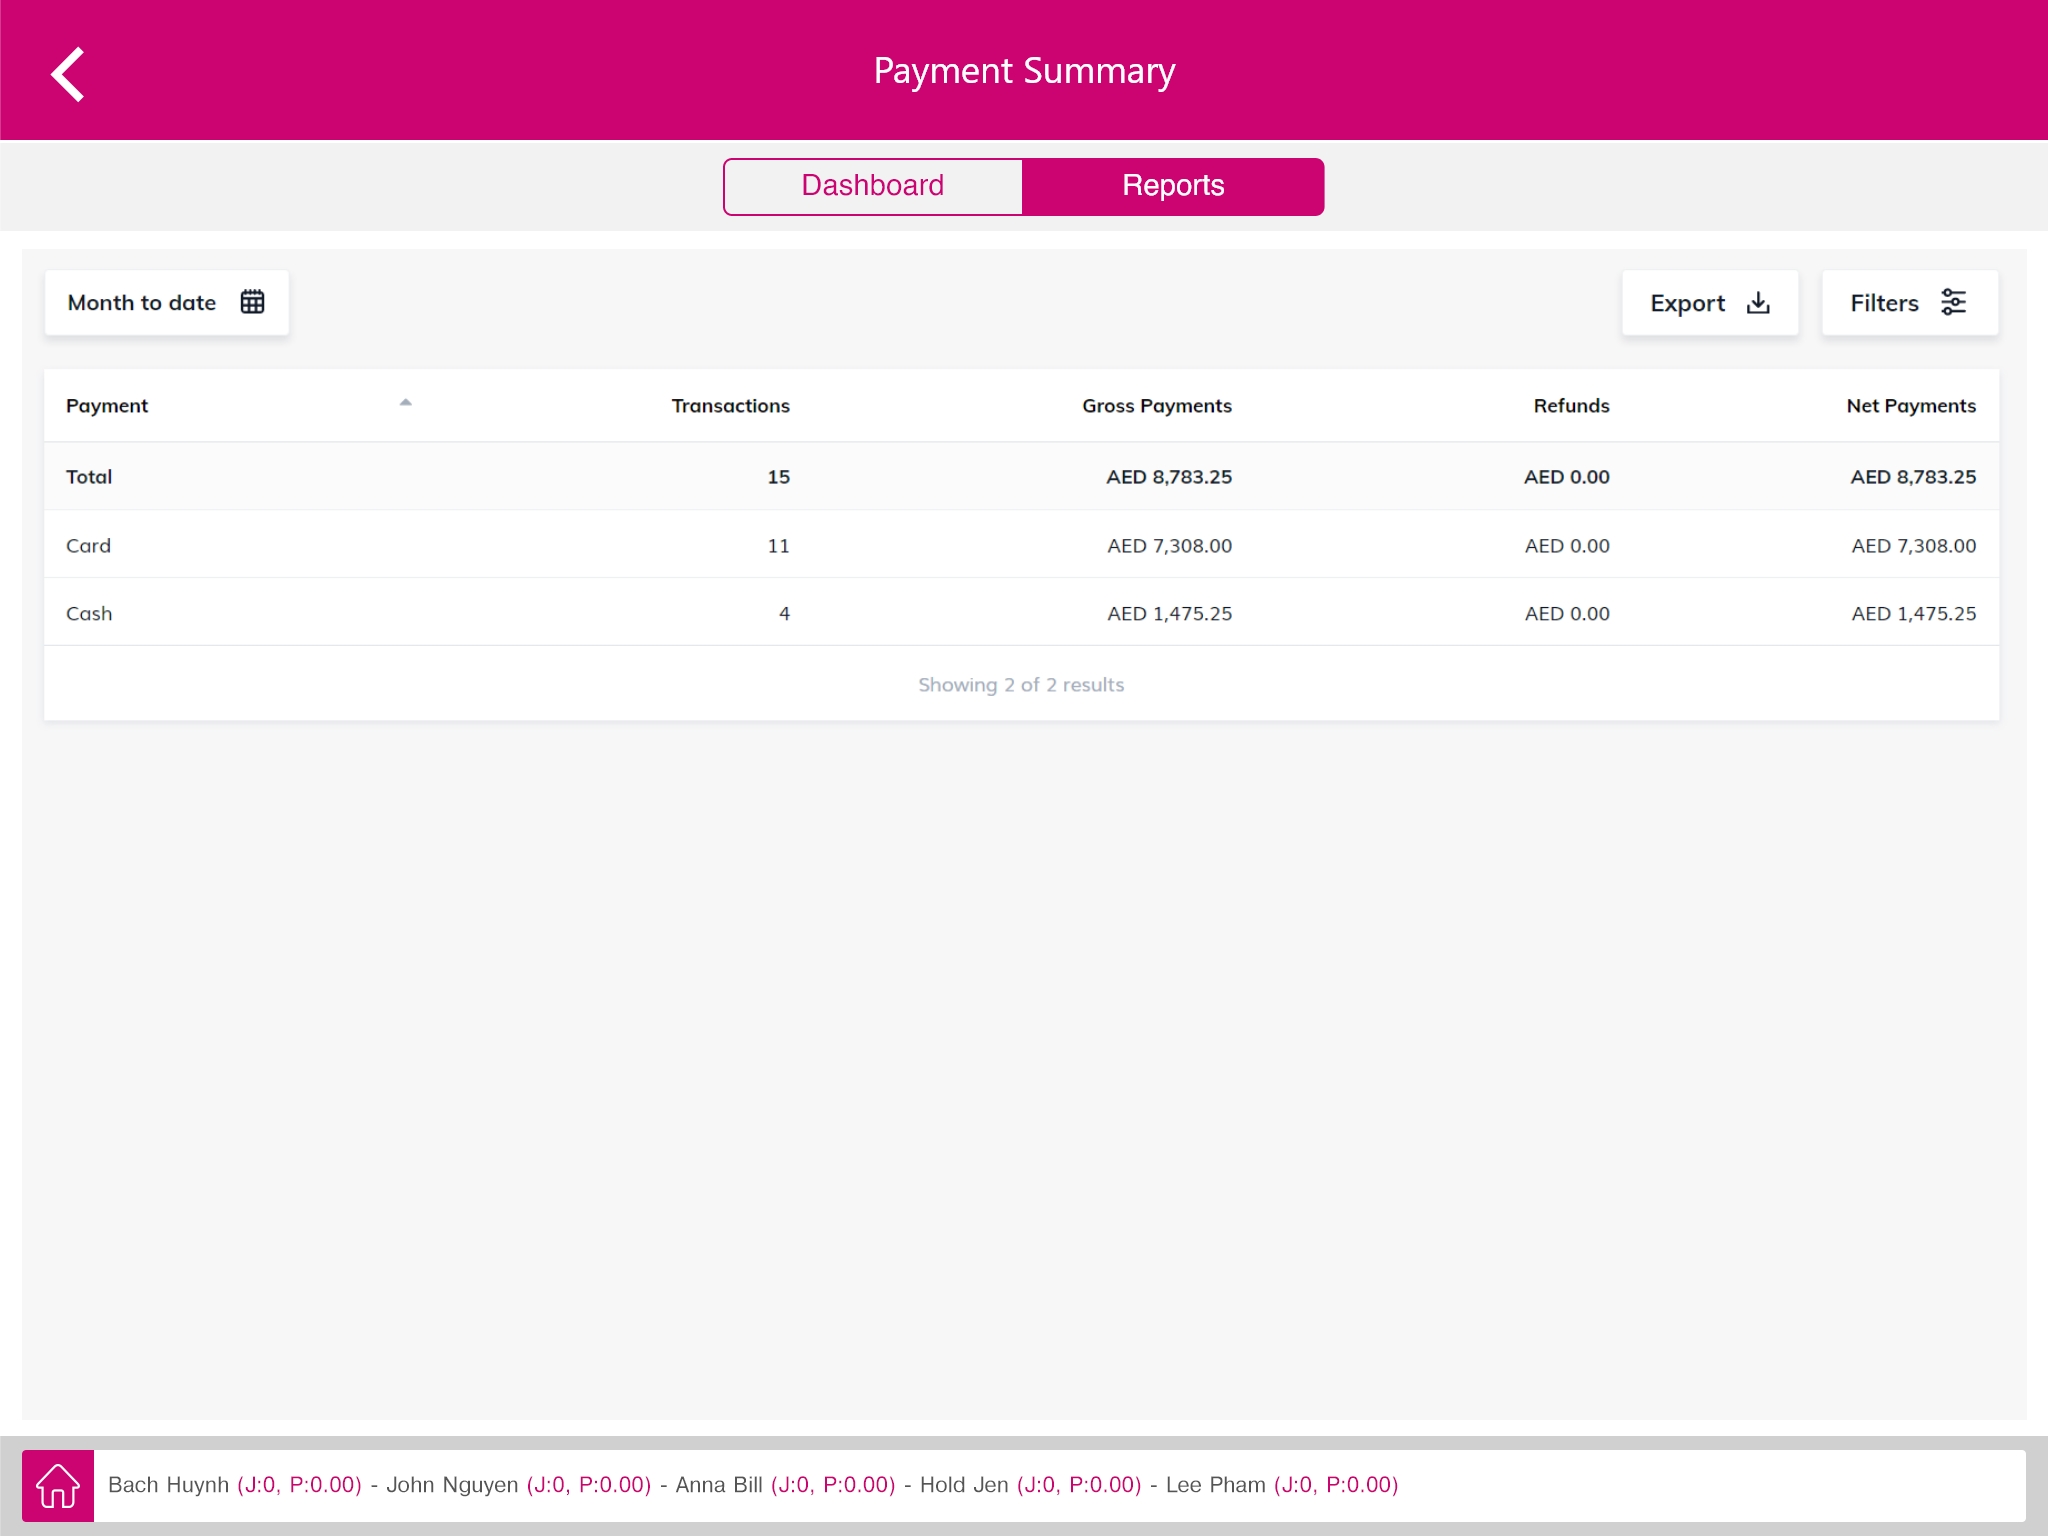 Payment Summary
Dashboard Reports
Month to date Export Filters
Payment Transactions Gross Payments Refunds Net Payments
Total 15 AED 8,783.25 AED 0.00 AED 8,783.25
Card 11 AED 7,308.00 AED 0.00 AED 7,308.00
Cash 4 AED 1,475.25 AED 0.00 AED 1,475.25
Showing 2 of 2 results
Bach Huynh (J:0, P:0.00) - John Nguyen (J:0, P:0.00) - Anna Bill (J:0, P:0.00) - Hold Jen (J:0, P:0.00) - Lee Pham (J:0, P:0.00)